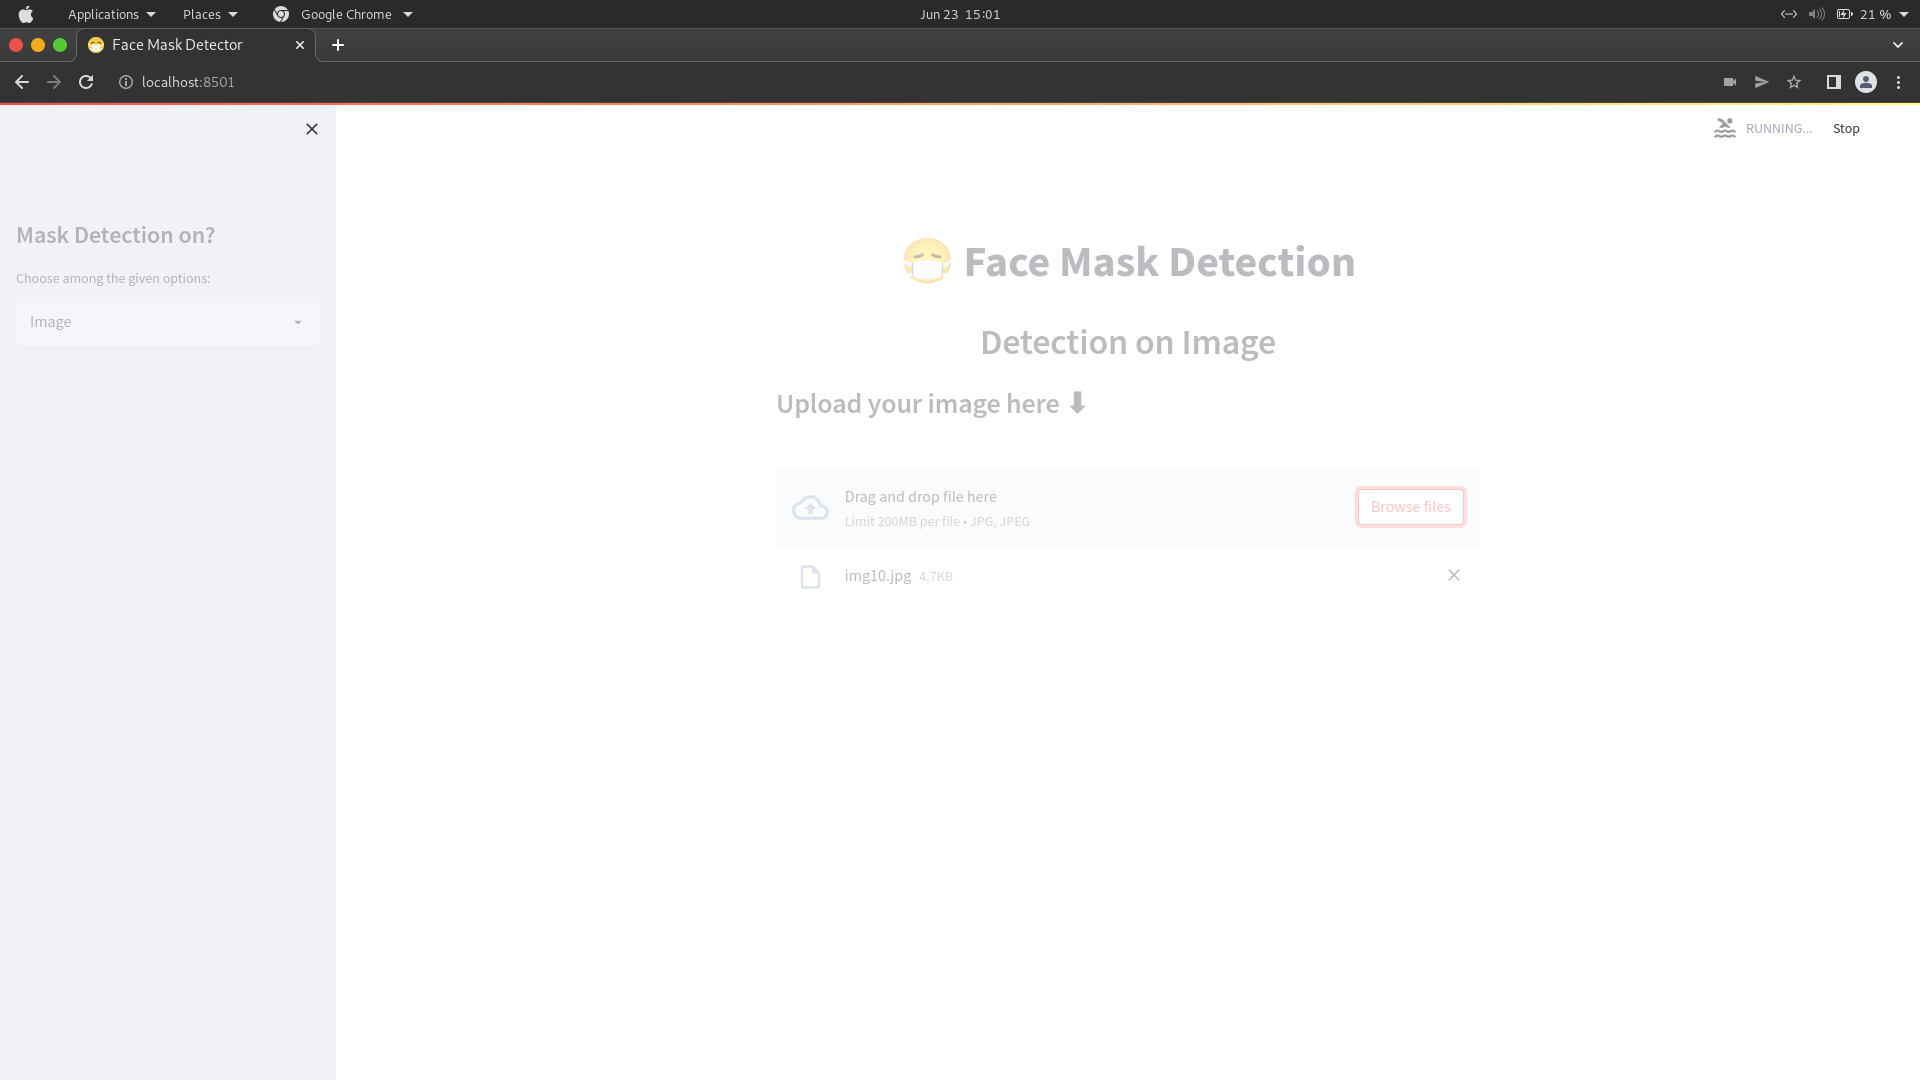 Applications Places Google Chrome Jun 23 15:01 21 %
Face Mask Detector
localhost:8501
RUNNING... Stop
Mask Detection on?
Choose among the given options:
Image
😷 Face Mask Detection
Detection on Image
Upload your image here ⬇
Drag and drop file here
Limit 200MB per file • JPG, JPEG
Browse files
img10.jpg 4.7KB